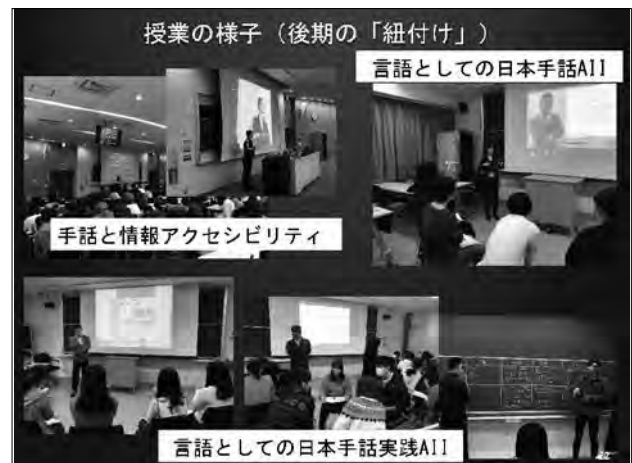 授業の様子（後期の「紐付け」）
言語としての日本手話AII
手話と情報アクセシビリティ
言語としての日本手話実践AII
22